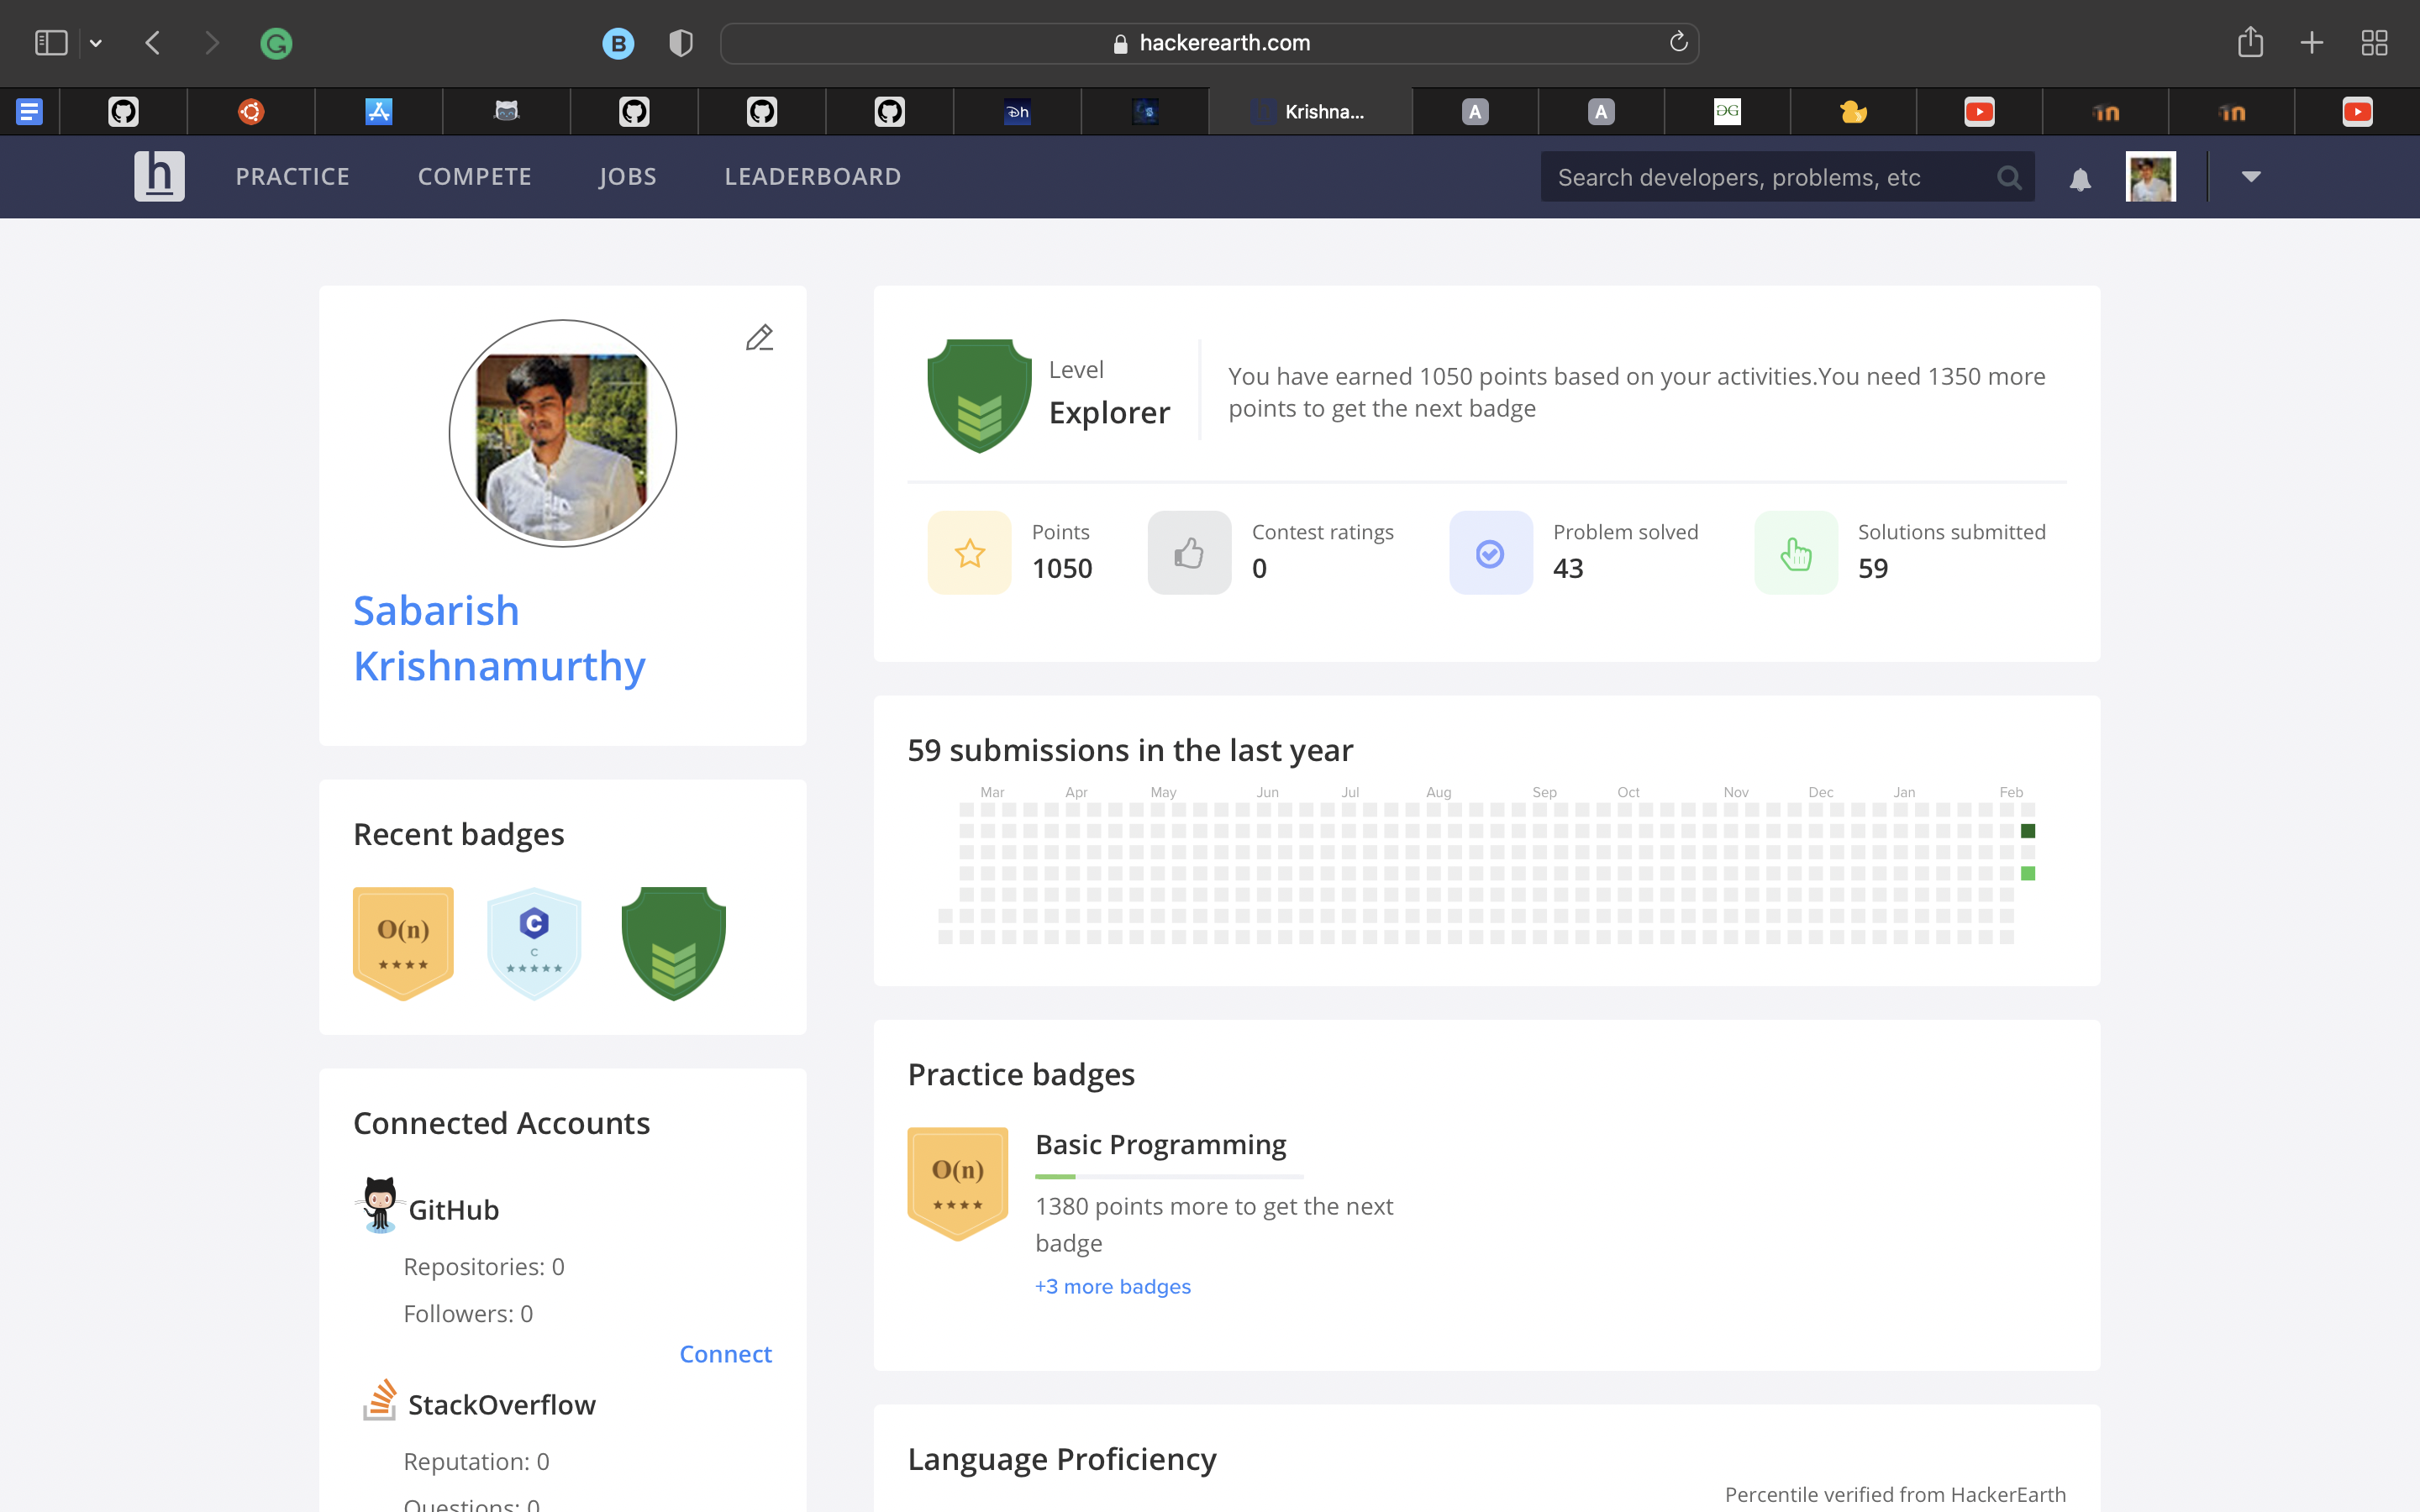 hackerearth.com
Krishna...
h
PRACTICE
COMPETE
JOBS
LEADERBOARD
Search developers, problems, etc
Sabarish
Krishnamurthy
Recent badges
O(n)
C
C
Connected Accounts
GitHub
Repositories: 0
Followers: 0
Connect
StackOverflow
Reputation: 0
Questions: 0
Level
Explorer
You have earned 1050 points based on your activities.You need 1350 more
points to get the next badge
Points
1050
Contest ratings
0
Problem solved
43
Solutions submitted
59
59 submissions in the last year
Mar Apr May Jun Jul Aug Sep Oct Nov Dec Jan Feb
Practice badges
O(n)
Basic Programming
1380 points more to get the next
badge
+3 more badges
Language Proficiency
Percentile verified from HackerEarth